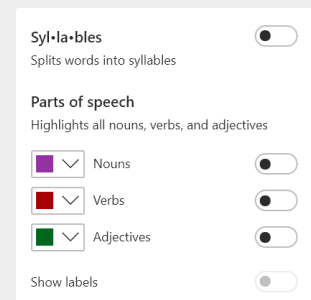 Syl•la•bles
Splits words into syllables
Parts of speech
Highlights all nouns, verbs, and adjectives
Nouns
Verbs
Adjectives
Show labels